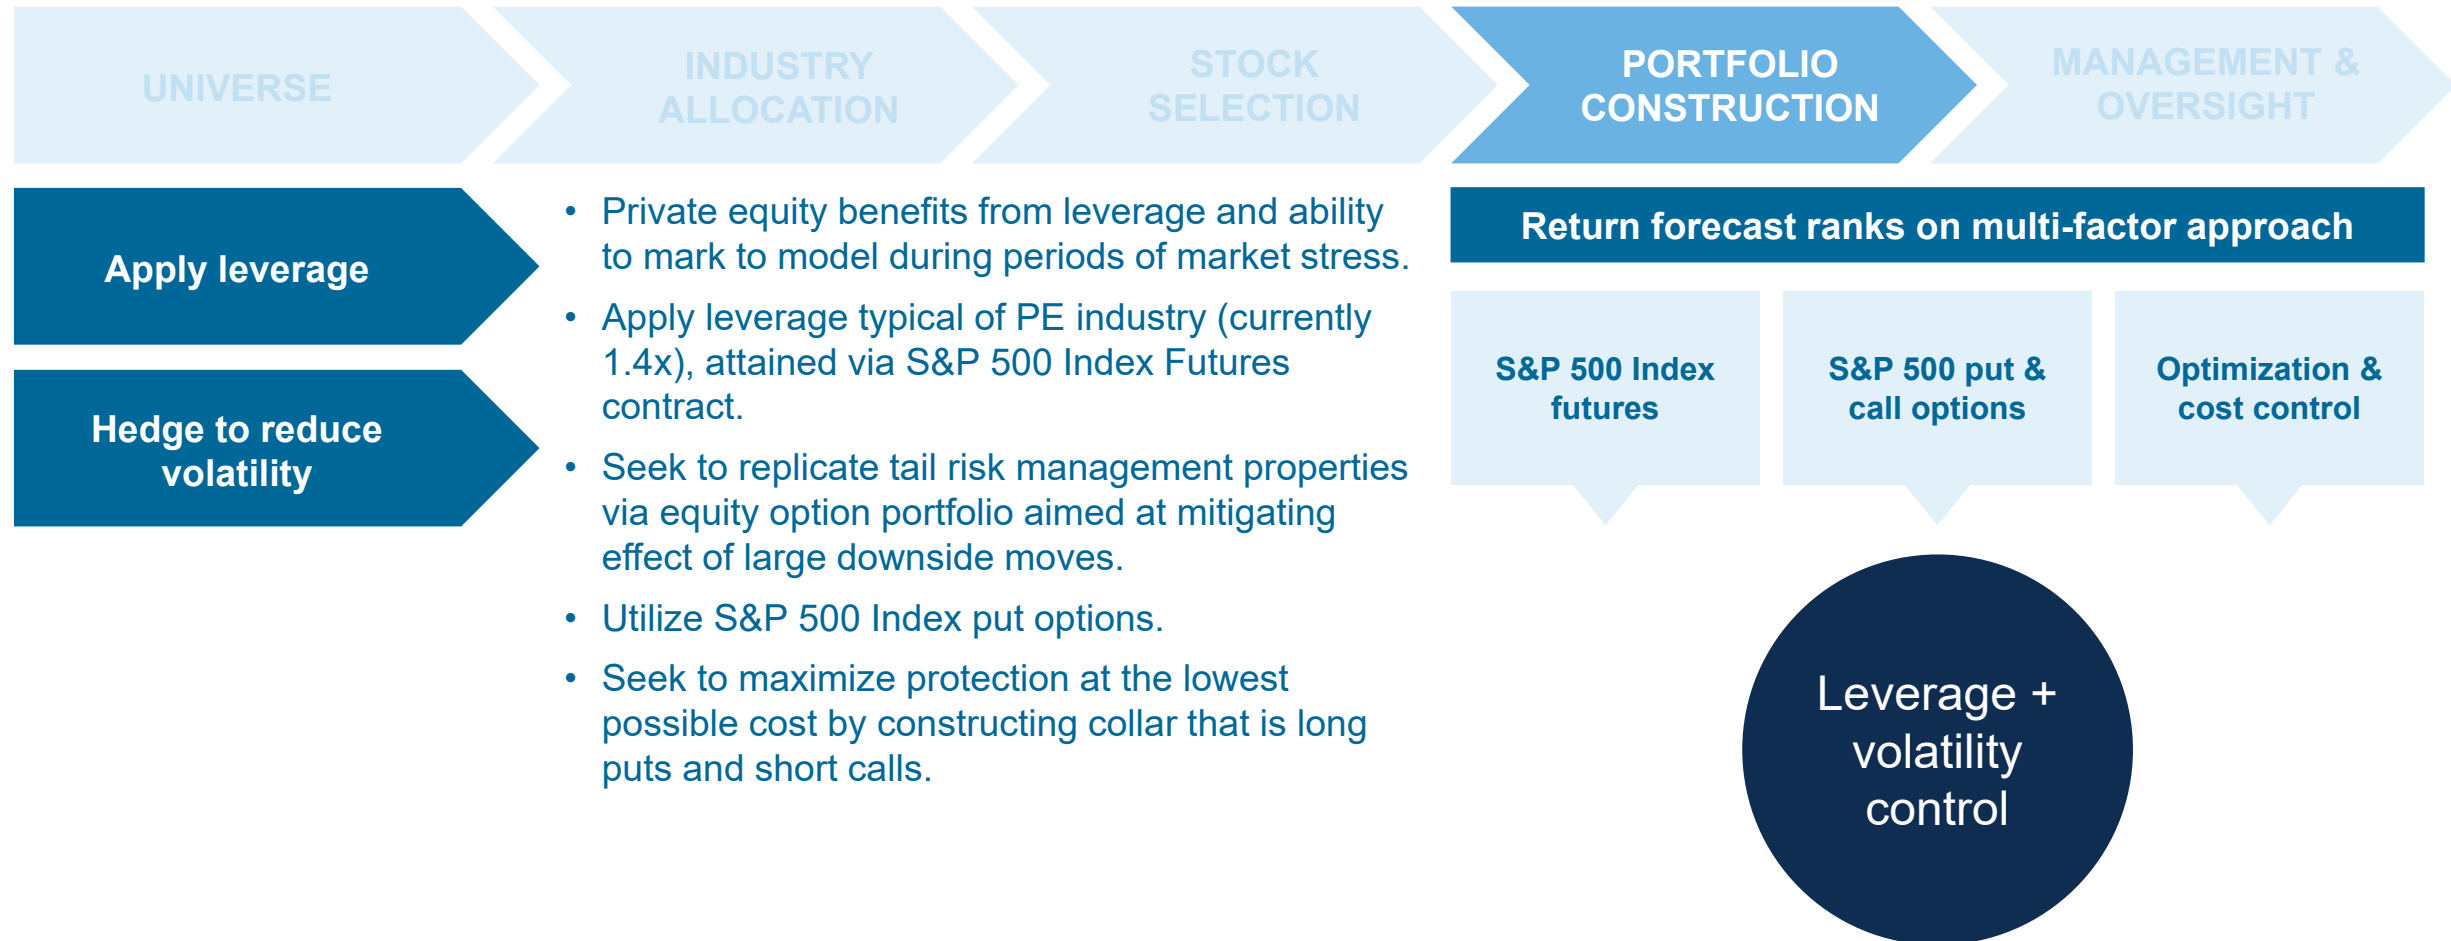 UNIVERSE
INDUSTRY
ALLOCATION
STOCK
SELECTION
PORTFOLIO
CONSTRUCTION
MANAGEMENT &
OVERSIGHT
Apply leverage
Hedge to reduce
volatility
• Private equity benefits from leverage and ability
to mark to model during periods of market stress.
• Apply leverage typical of PE industry (currently
1.4x), attained via S&P 500 Index Futures
contract.
• Seek to replicate tail risk management properties
via equity option portfolio aimed at mitigating
effect of large downside moves.
• Utilize S&P 500 Index put options.
• Seek to maximize protection at the lowest
possible cost by constructing collar that is long
puts and short calls.
Return forecast ranks on multi-factor approach
S&P 500 Index
futures
S&P 500 put &
call options
Optimization &
cost control
Leverage +
volatility
control